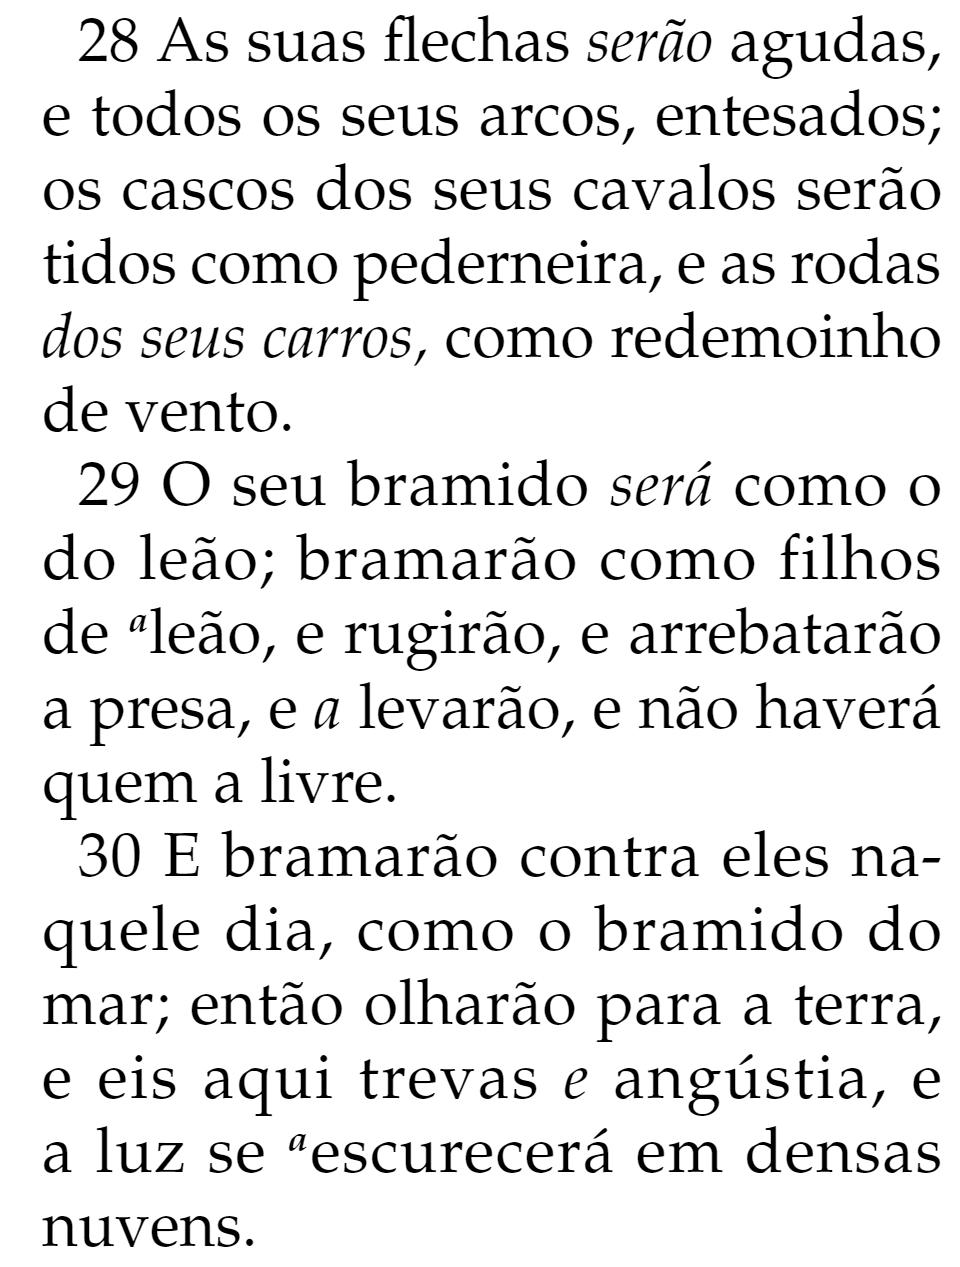 28 As suas flechas serão agudas,
e todos os seus arcos, entesados;
os cascos dos seus cavalos serão
tidos como pederneira, e as rodas
dos seus carros, como redemoinho
de vento.
29 O seu bramido será como o
do leão; bramarão como filhos
de ᵃleão, e rugirão, e arrebatarão
a presa, e a levarão, e não haverá
quem a livre.
30 E bramarão contra eles na-
quele dia, como o bramido do
mar; então olharão para a terra,
e eis aqui trevas e angústia, e
a luz se ᵃescurecerá em densas
nuvens.